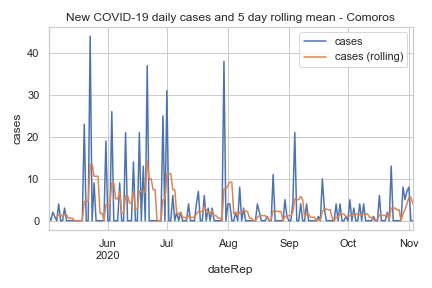 New COVID-19 daily cases and 5 day rolling mean - Comoros
cases
cases (rolling)
cases
40
30
20
10
0
Jun
2020
Jul
Aug
Sep
Oct
Nov
dateRep